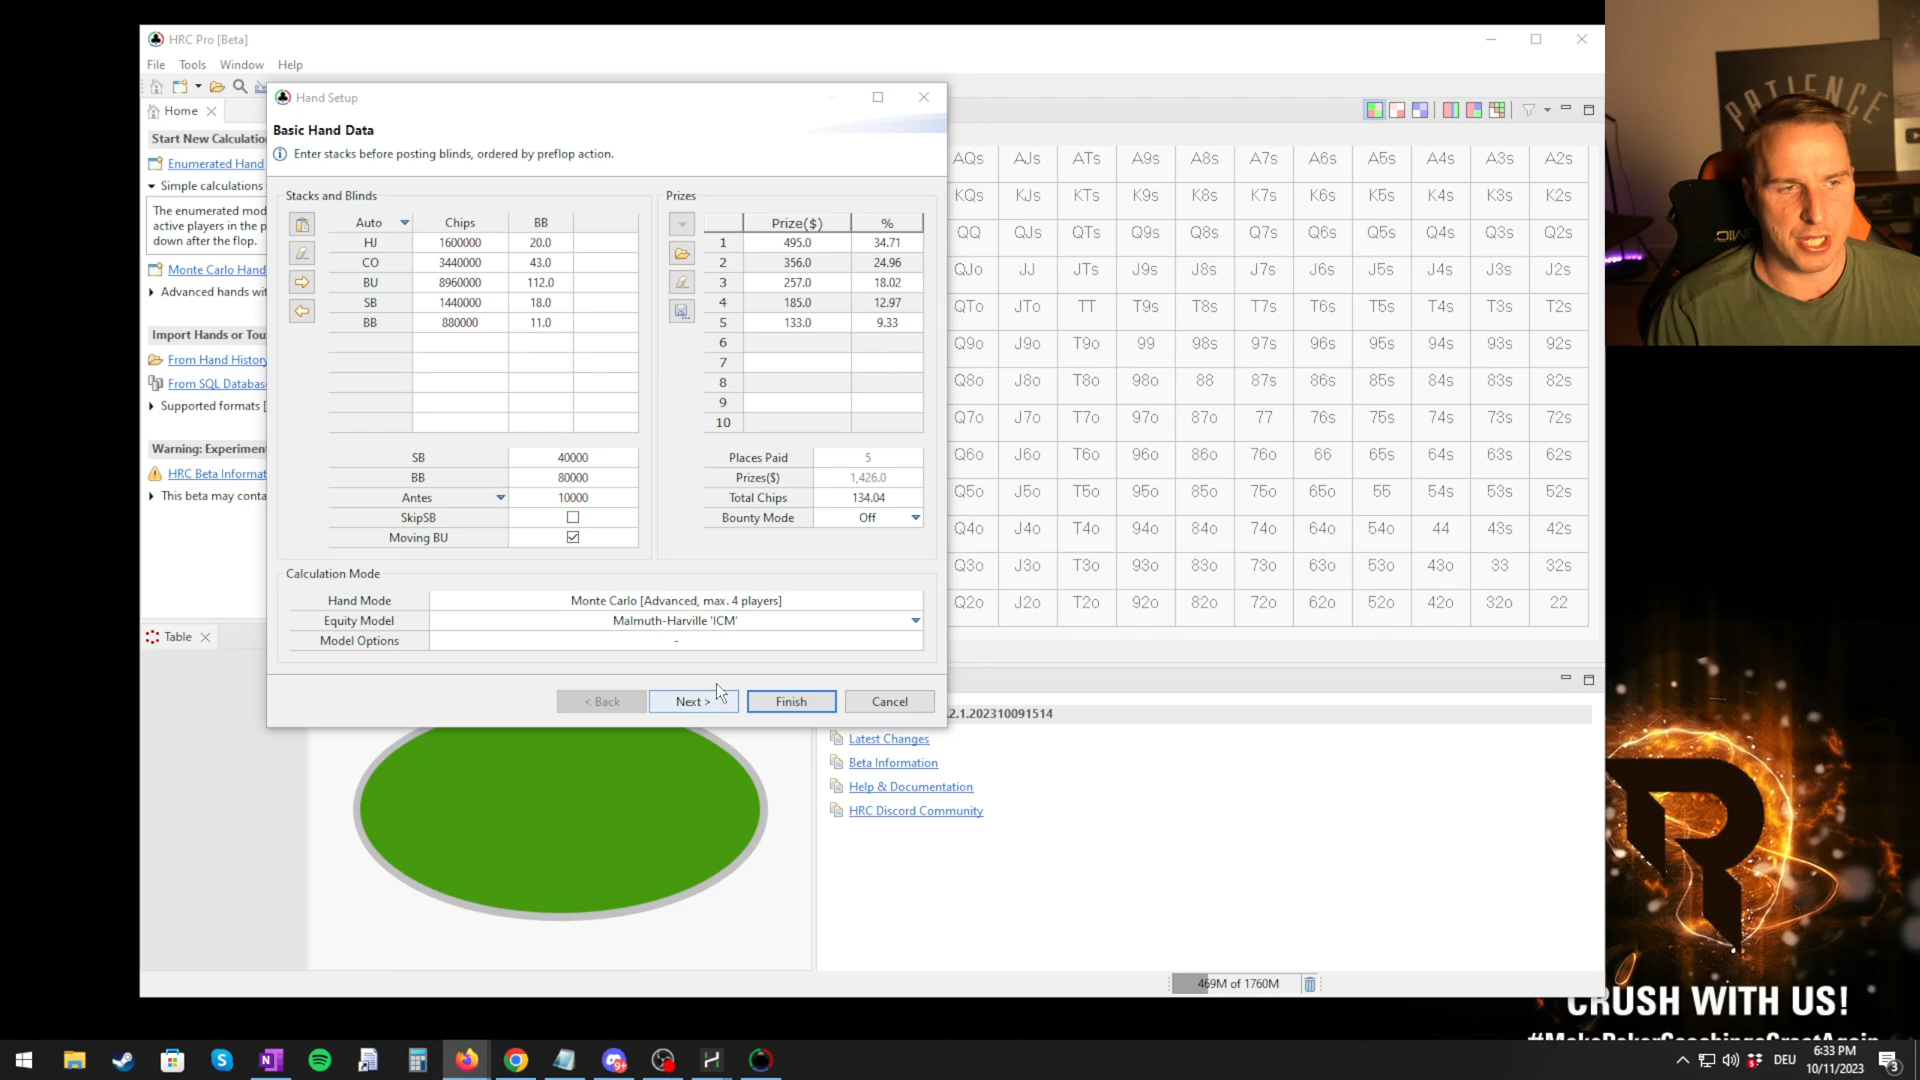 HRC Pro [Beta]
File Tools Window Help
Home
Start New Calculatio
Enumerated Hand
Simple calculations
The enumerated mod
active players in the p
down after the flop.
Monte Carlo Hand
Advanced hands wit
Import Hands or Tou
From Hand History
From SQL Database
Supported formats [
Warning: Experimen
HRC Beta Informat
This beta may conta
Table
Hand Setup
Basic Hand Data
Enter stacks before posting blinds, ordered by preflop action.
Stacks and Blinds
Auto Chips BB
HJ 1600000 20.0
CO 3440000 43.0
BU 8960000 112.0
SB 1440000 18.0
BB 880000 11.0
SB 40000
BB 80000
Antes 10000
SkipSB
Moving BU
Prizes
Prize($) %
1 495.0 34.71
2 356.0 24.96
3 257.0 18.02
4 185.0 12.97
5 133.0 9.33
6
7
8
9
10
Places Paid 5
Prizes($) 1,426.0
Total Chips 134.04
Bounty Mode Off
Calculation Mode
Hand Mode Monte Carlo [Advanced, max. 4 players]
Equity Model Malmuth-Harville 'ICM'
Model Options -
< Back Next > Finish Cancel
AQs AJs ATs A9s A8s A7s A6s A5s A4s A3s A2s
KQs KJs KTs K9s K8s K7s K6s K5s K4s K3s K2s
QQ QJs QTs Q9s Q8s Q7s Q6s Q5s Q4s Q3s Q2s
QJo JJ JTs J9s J8s J7s J6s J5s J4s J3s J2s
QTo JTo TT T9s T8s T7s T6s T5s T4s T3s T2s
Q9o J9o T9o 99 98s 97s 96s 95s 94s 93s 92s
Q8o J8o T8o 98o 88 87s 86s 85s 84s 83s 82s
Q7o J7o T7o 97o 87o 77 76s 75s 74s 73s 72s
Q6o J6o T6o 96o 86o 76o 66 65s 64s 63s 62s
Q5o J5o T5o 95o 85o 75o 65o 55 54s 53s 52s
Q4o J4o T4o 94o 84o 74o 64o 54o 44 43s 42s
Q3o J3o T3o 93o 83o 73o 63o 53o 43o 33 32s
Q2o J2o T2o 92o 82o 72o 62o 52o 42o 32o 22
.2.1.202310091514
Latest Changes
Beta Information
Help & Documentation
HRC Discord Community
469M of 1760M
PATIENCE
CRUSH WITH US!
#MakePokerCoachingGreatAgain
DEU
6:33 PM
10/11/2023
3